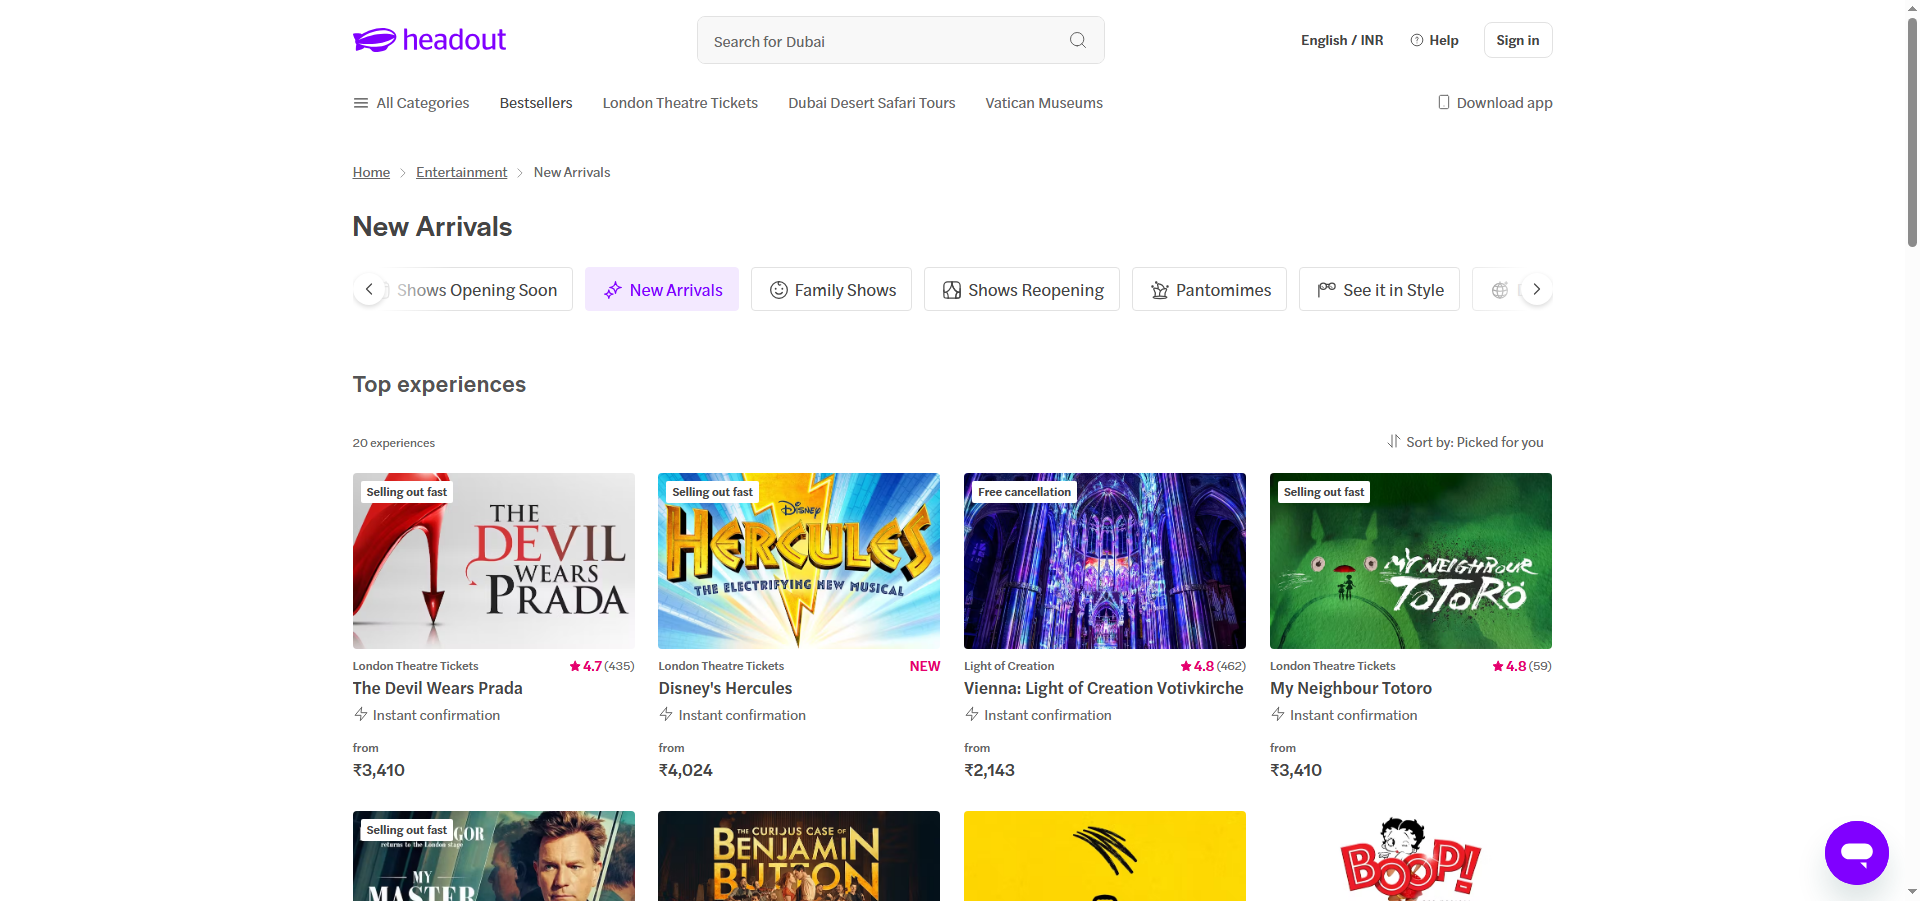 headout
Search for Dubai
English / INR
Help
Sign in
All Categories
Bestsellers
London Theatre Tickets
Dubai Desert Safari Tours
Vatican Museums
Download app
Home
Entertainment
New Arrivals
New Arrivals
Shows Opening Soon
New Arrivals
Family Shows
Shows Reopening
Pantomimes
See it in Style
Top experiences
20 experiences
Sort by: Picked for you
Selling out fast
THE
DEVIL
WEARS
PRADA
London Theatre Tickets
4.7 (435)
The Devil Wears Prada
Instant confirmation
from
₹3,410
Selling out fast
DISNEY
HERCULES
THE ELECTRIFYING NEW MUSICAL
London Theatre Tickets
NEW
Disney's Hercules
Instant confirmation
from
₹4,024
Free cancellation
Light of Creation
4.8 (462)
Vienna: Light of Creation Votivkirche
Instant confirmation
from
₹2,143
Selling out fast
MY NEIGHBOUR
TOTORO
London Theatre Tickets
4.8 (59)
My Neighbour Totoro
Instant confirmation
from
₹3,410
Selling out fast
returns to the London stage
MY
MASTER
THE CURIOUS CASE OF
BENJAMIN
BUTTON
BOOP!